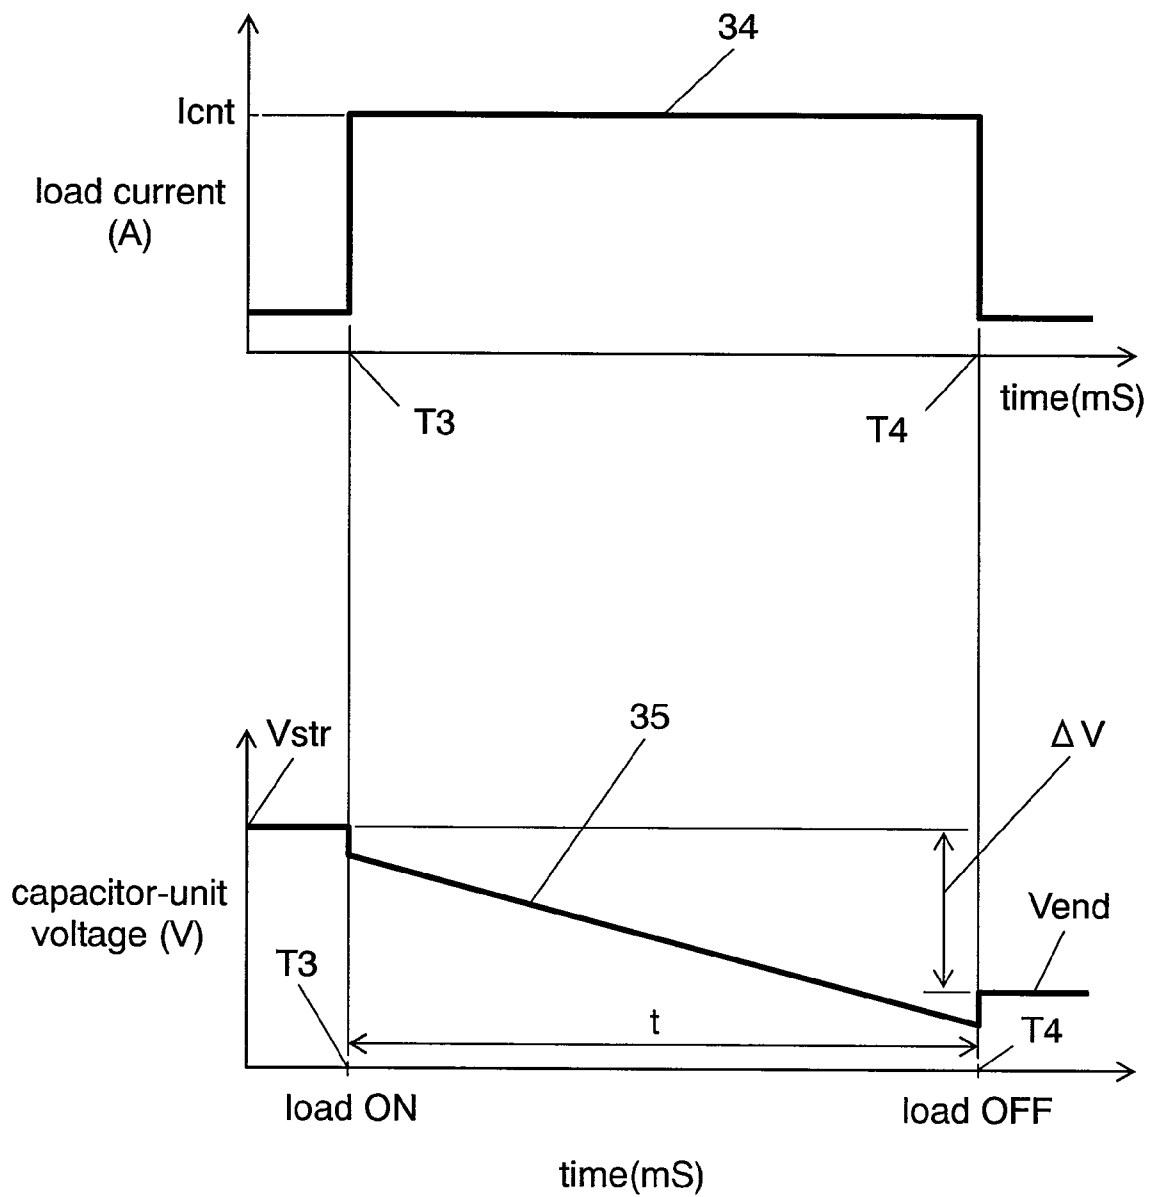 34
Icnt
load current
(A)
T3
T4
time(mS)
Vstr
35
ΔV
capacitor-unit
voltage (V)
Vend
T3
t
T4
load ON
load OFF
time(mS)